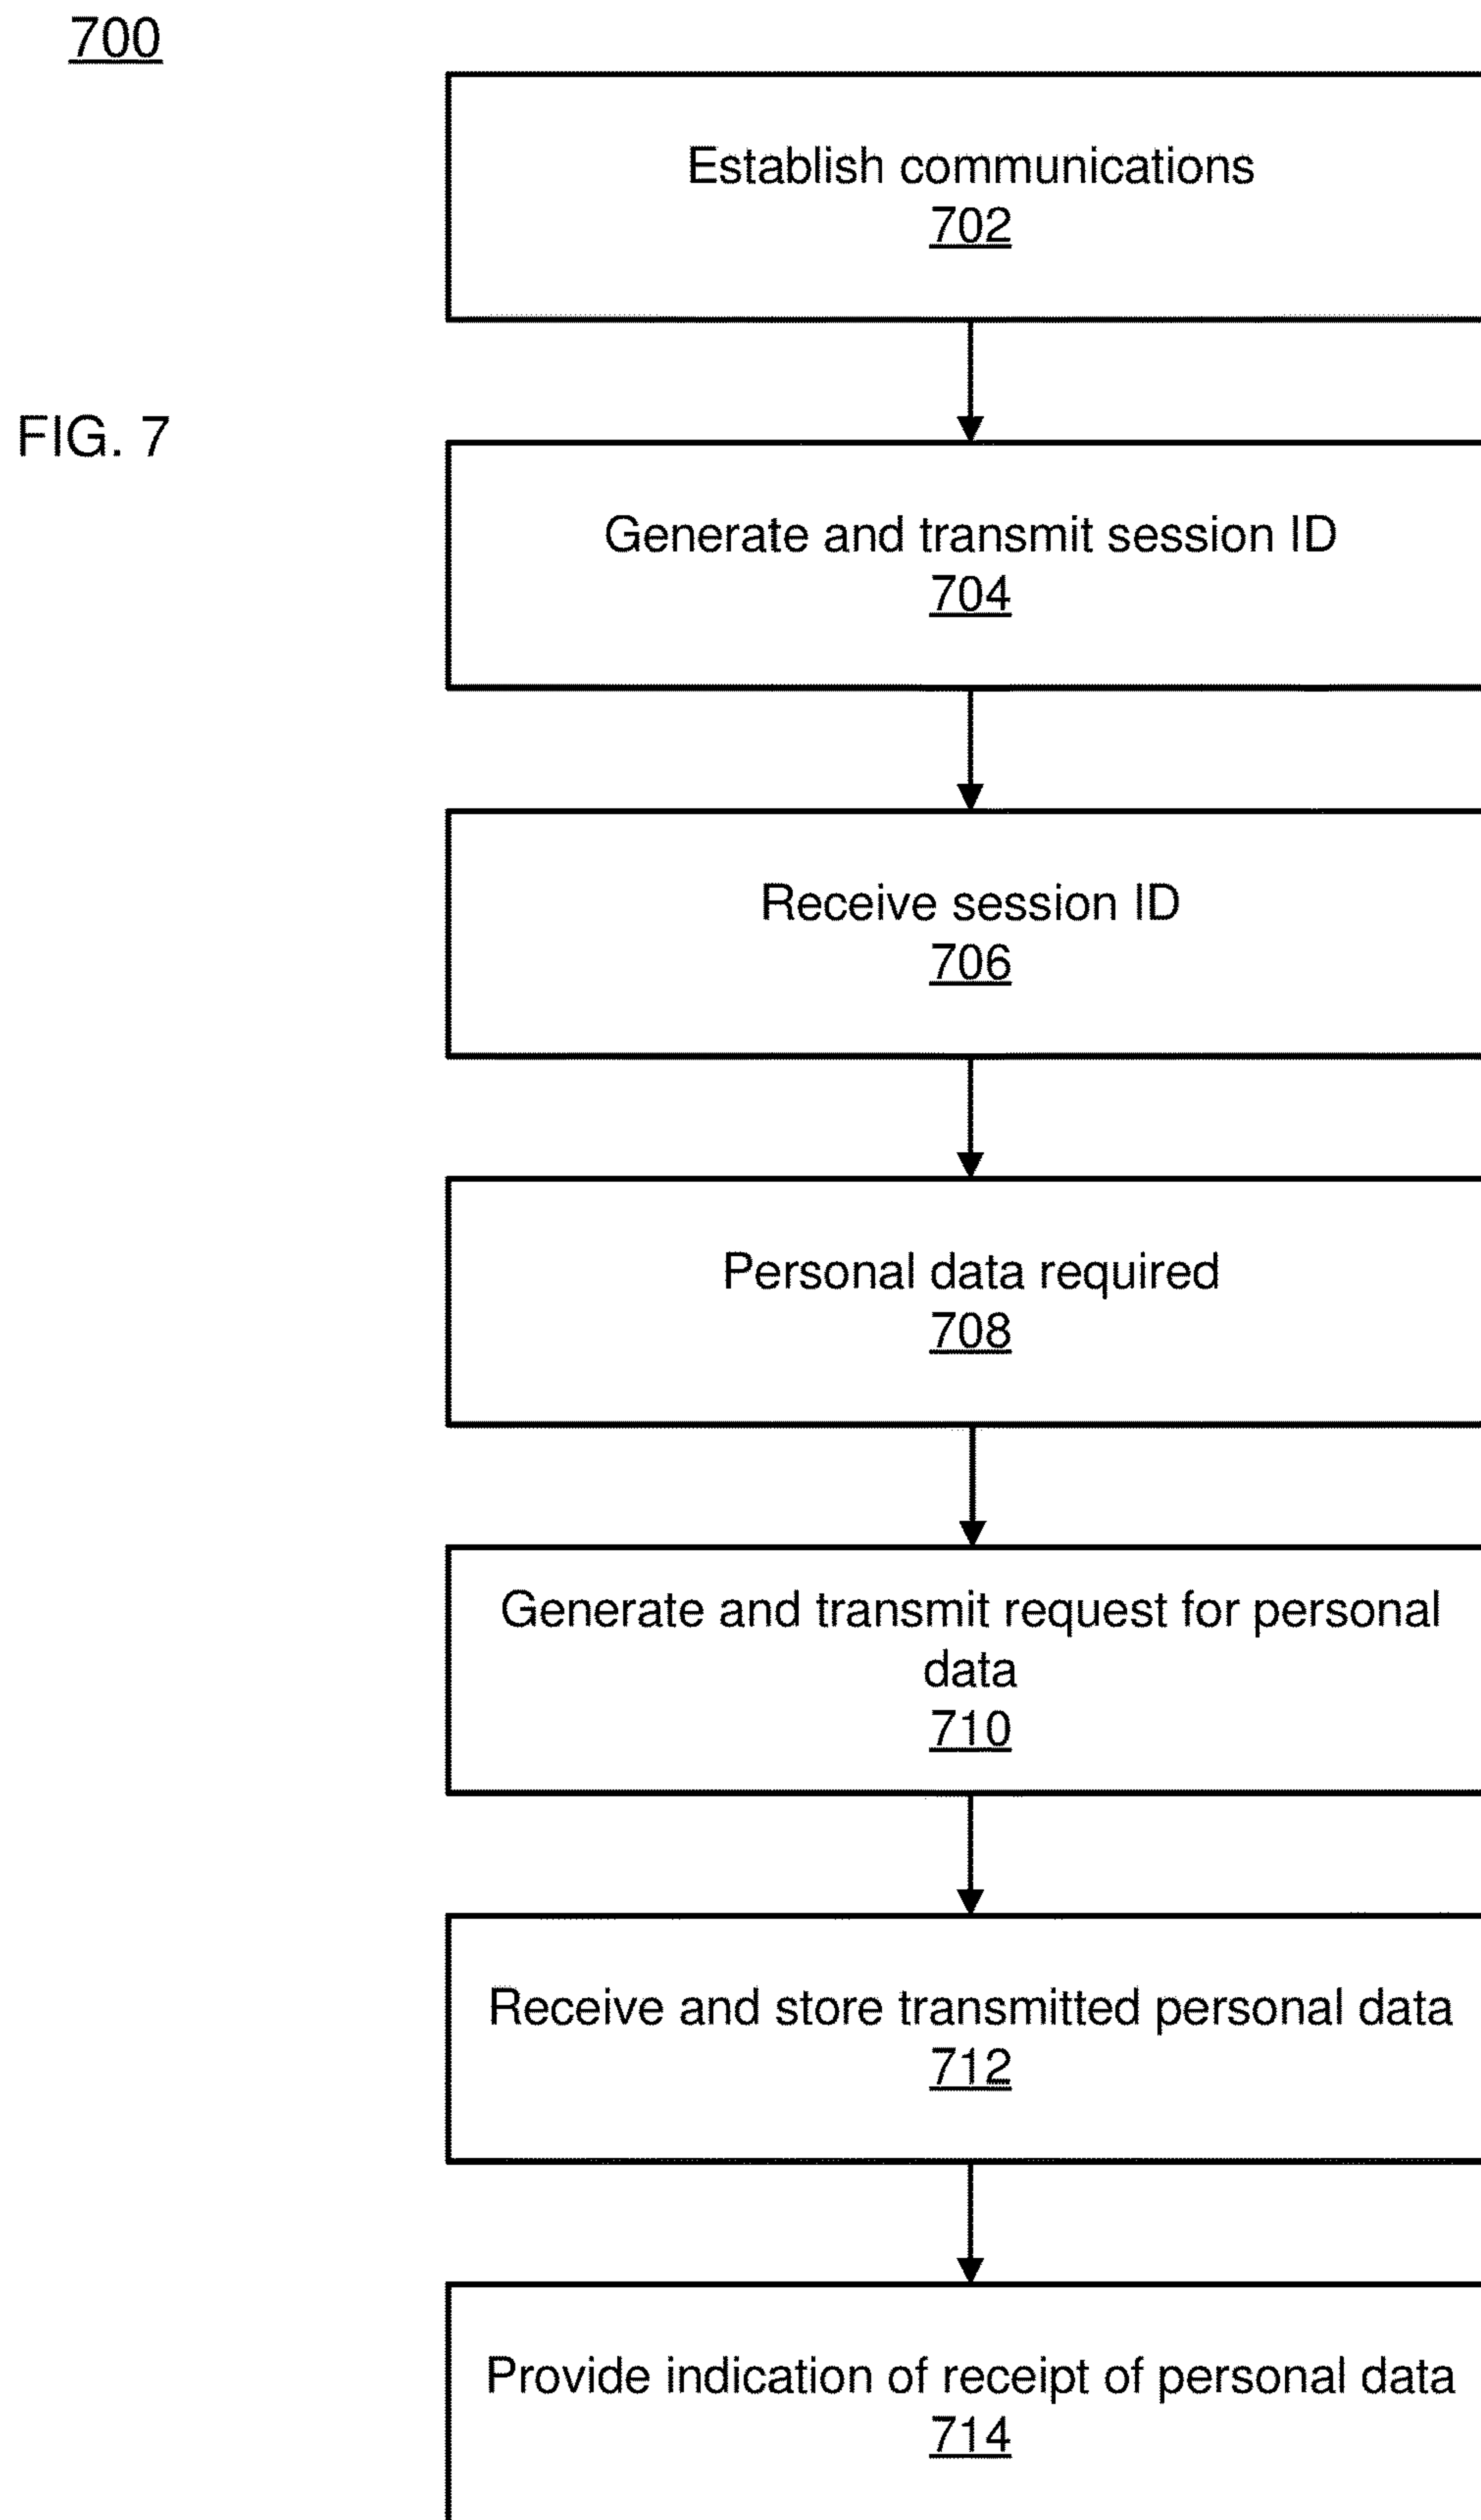 700
Establish communications
702
FIG. 7
Generate and transmit session ID
704
Receive session ID
706
Personal data required
708
Generate and transmit request for personal
data
710
Receive and store transmitted personal data
712
Provide indication of receipt of personal data
714